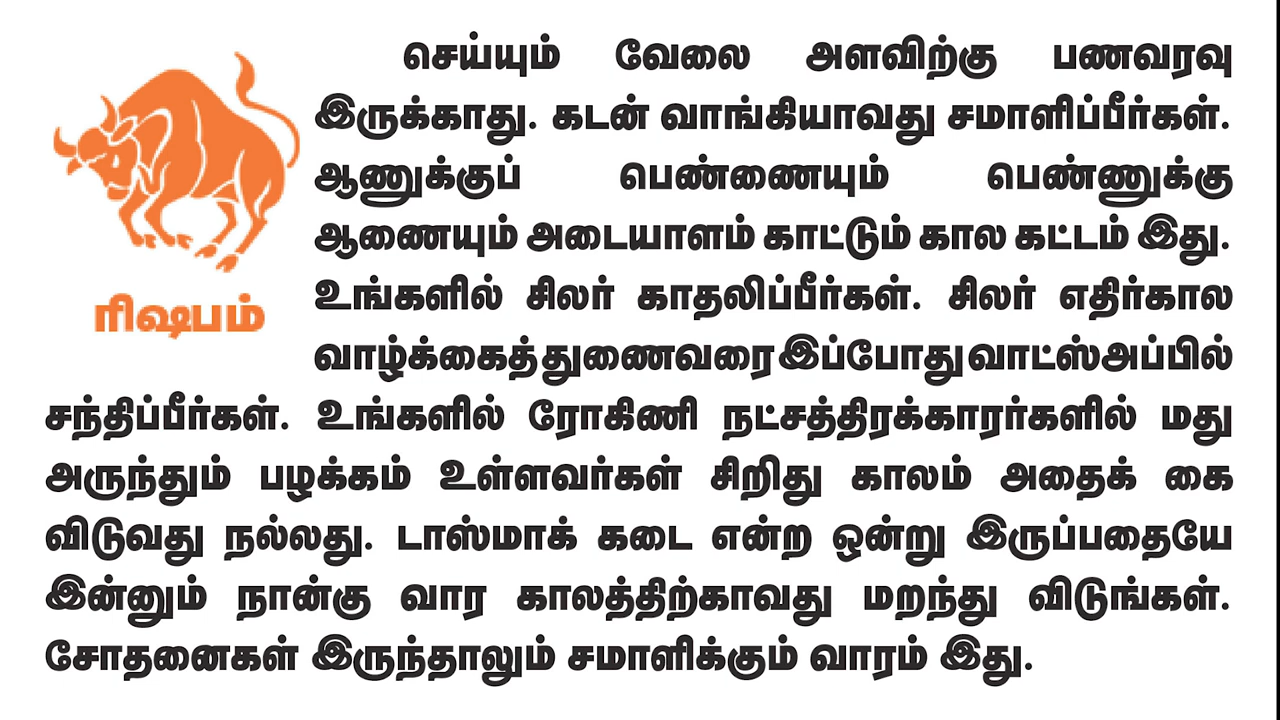 செய்யும் வேலை அளவிற்கு பணவரவு
இருக்காது. கடன் வாங்கியாவது சமாளிப்பீர்கள்.
ஆணுக்குப் பெண்ணையும் பெண்ணுக்கு
ஆணையும் அடையாளம் காட்டும் கால கட்டம் இது.
உங்களில் சிலர் காதலிப்பீர்கள். சிலர் எதிர்கால
வாழ்க்கைத்துணைவரை இப்போது வாட்ஸ்அப்பில்
சந்திப்பீர்கள். உங்களில் ரோகிணி நட்சத்திரக்காரர்களில் மது
அருந்தும் பழக்கம் உள்ளவர்கள் சிறிது காலம் அதைக் கை
விடுவது நல்லது. டாஸ்மாக் கடை என்ற ஒன்று இருப்பதையே
இன்னும் நான்கு வார காலத்திற்காவது மறந்து விடுங்கள்.
சோதனைகள் இருந்தாலும் சமாளிக்கும் வாரம் இது.
ரிஷபம்